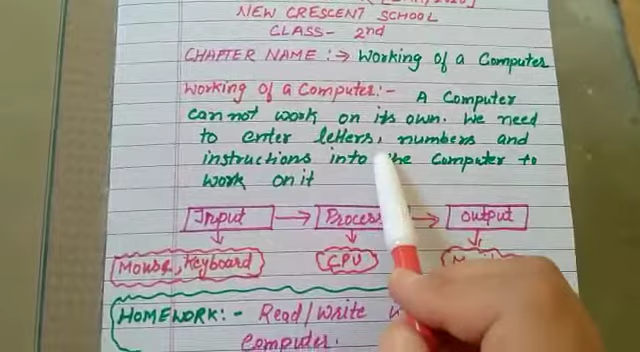 NEW CRESCENT SCHOOL
CLASS- 2nd
CHAPTER NAME :-> Working of a Computer
Working of a Computer:- A Computer
can not work on its own. We need
to enter letters, numbers and
instructions into the Computer to
work on it
Input Process output
Mouse, Keyboard CPU
HOMEWORK:- Read/Write
Computer.